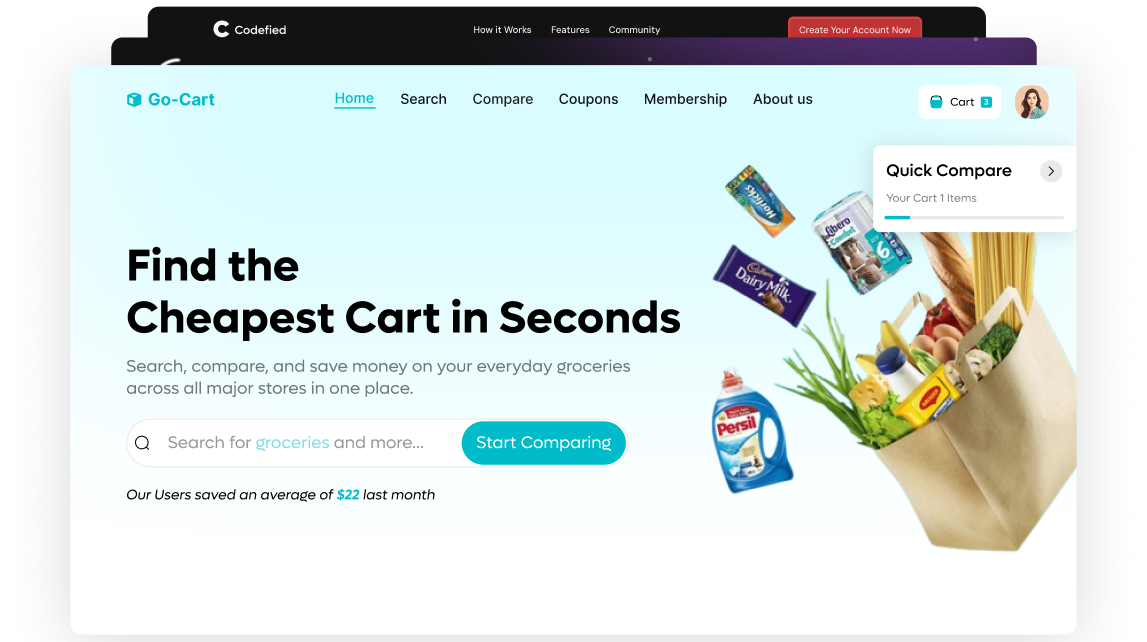 Codefied
How it Works
Features
Community
Create Your Account Now
Go-Cart
Home
Search
Compare
Coupons
Membership
About us
Cart 3
Quick Compare
Your Cart 1 Items
Find the
Cheapest Cart in Seconds
Search, compare, and save money on your everyday groceries
across all major stores in one place.
Search for groceries and more...
Start Comparing
Our Users saved an average of $22 last month
Horlicks
Libero
Comfort
6
Cadbury
Dairy Milk
MAGGI
Persil